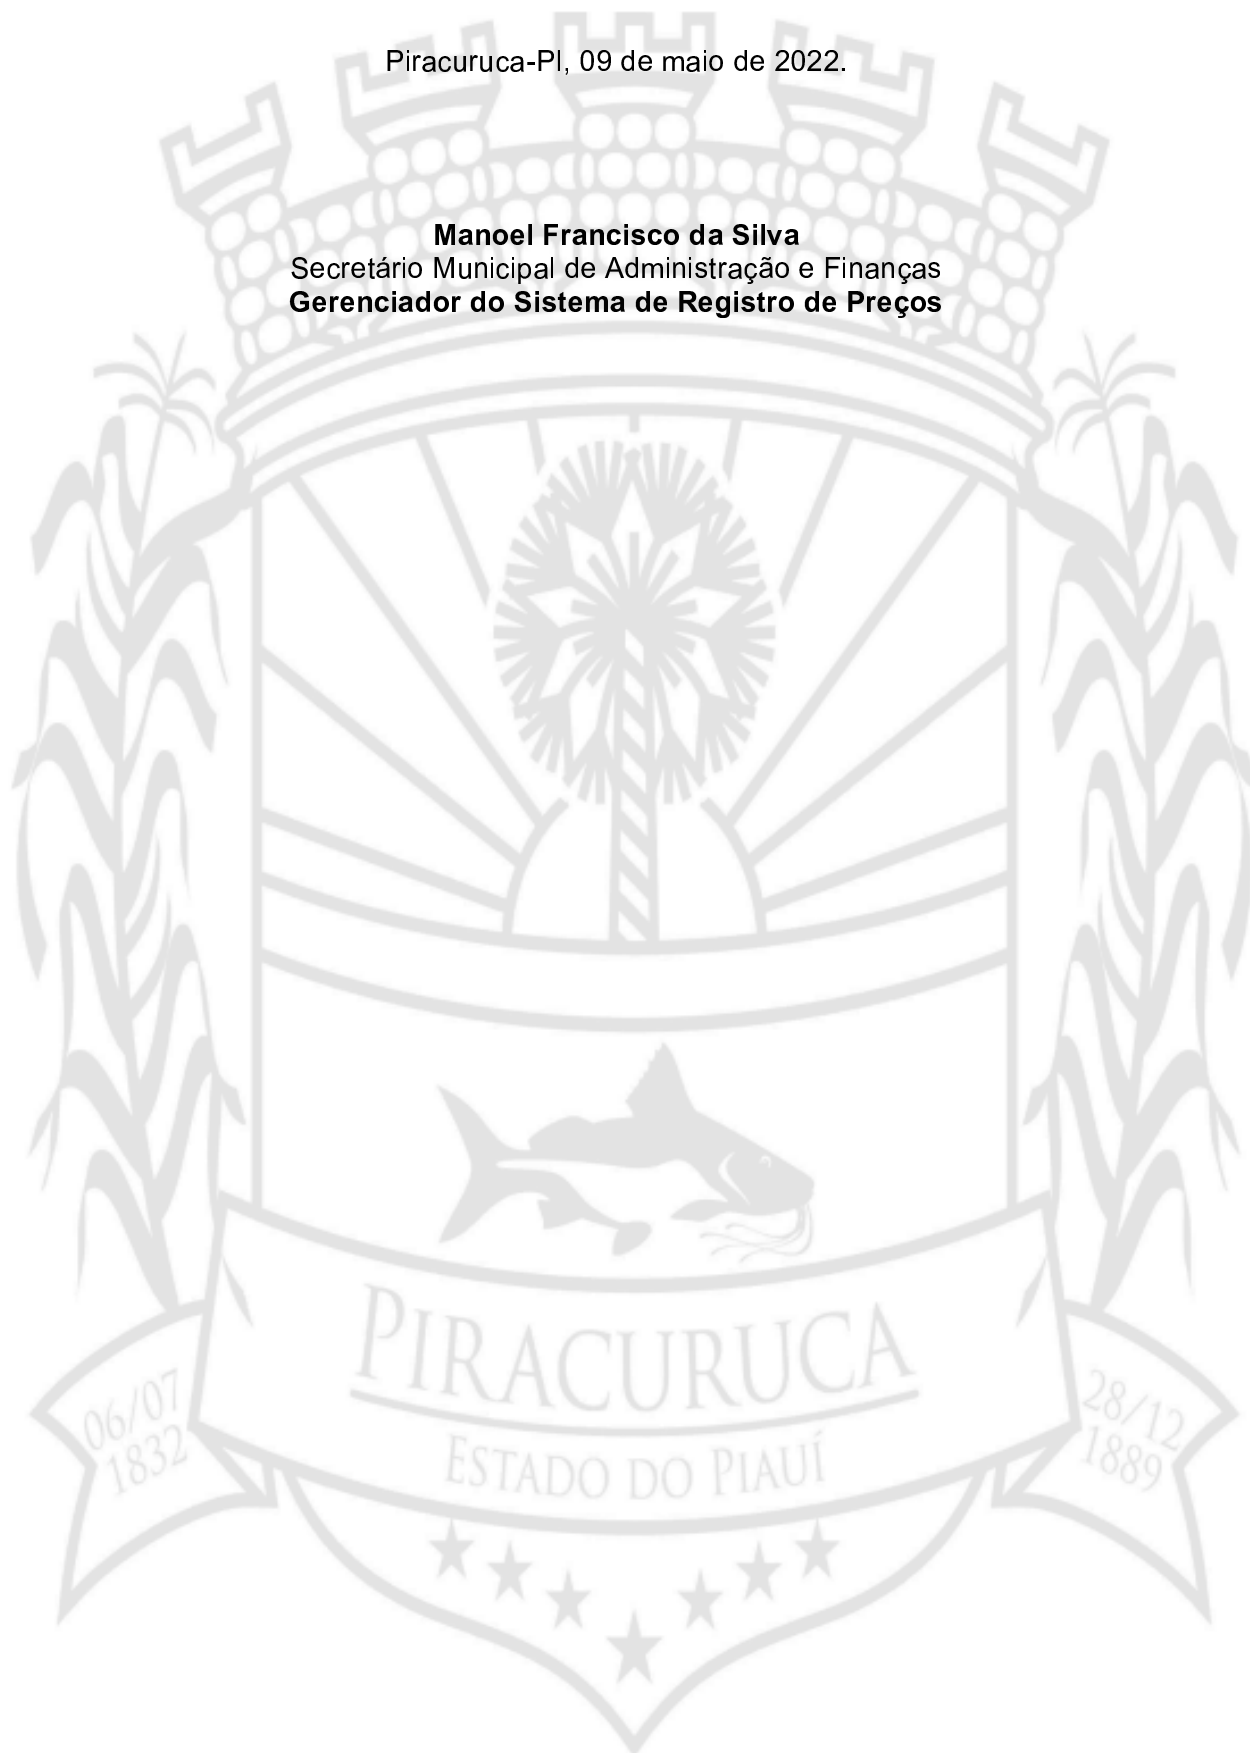 Piracuruca-PI, 09 de maio de 2022.
Manoel Francisco da Silva
Secretário Municipal de Administração e Finanças
Gerenciador do Sistema de Registro de Preços
PIRACURUCA
ESTADO DO PIAUÍ
06/07
1832
28/12
1889